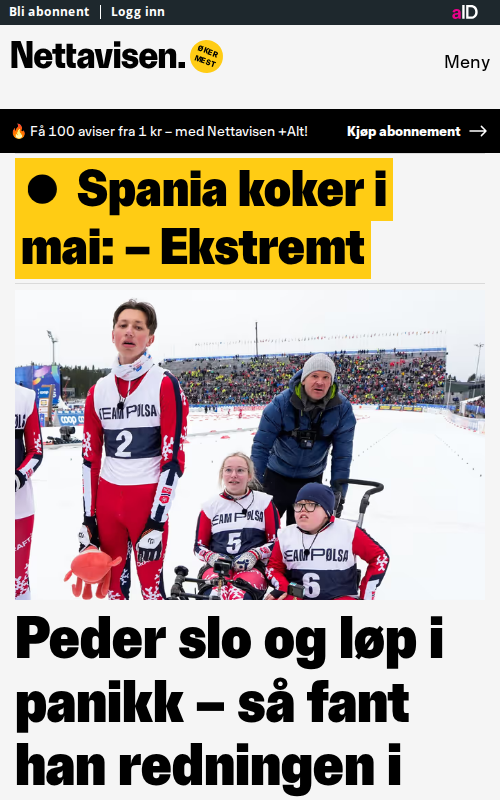 Bli abonnent | Logg inn
aID
Nettavisen.
ØKER
MEST
Meny
🔥 Få 100 aviser fra 1 kr – med Nettavisen +Alt!
Kjøp abonnement →
● Spania koker i
mai: – Ekstremt
TEAM PØLSA
2
TEAM PØLSA
5
TEAM PØLSA
6
Peder slo og løp i
panikk – så fant
han redningen i